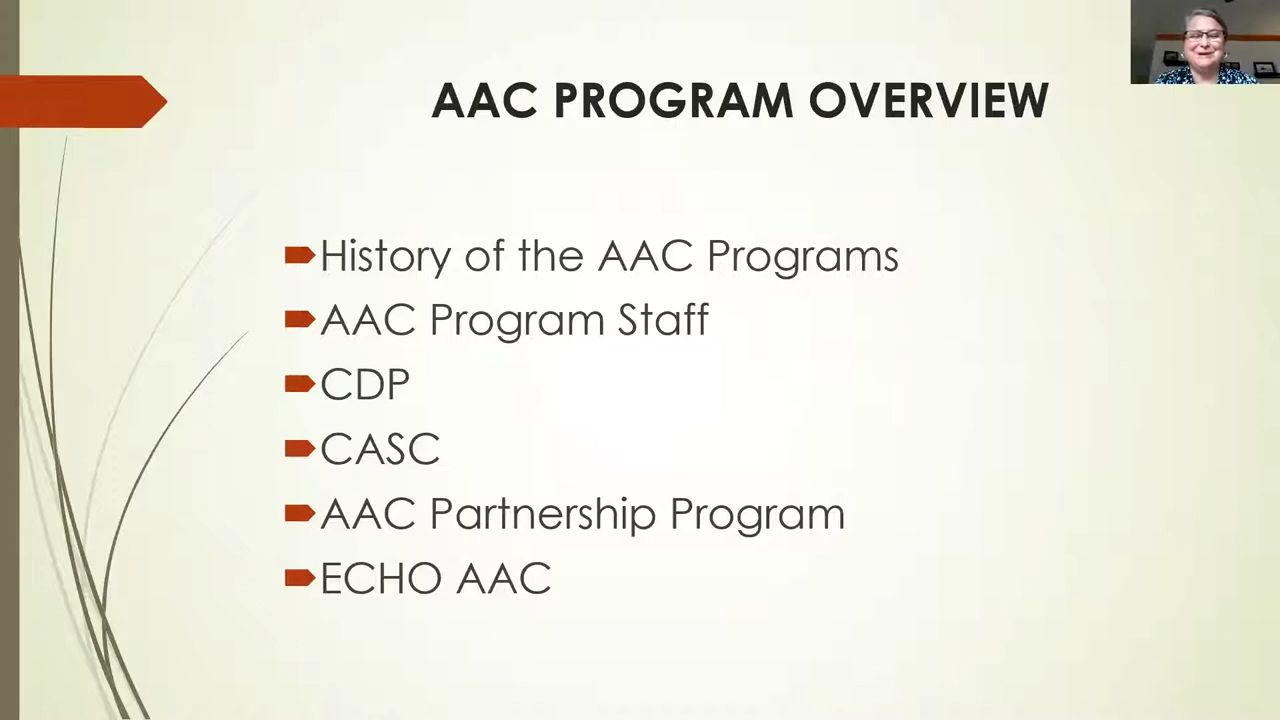 AAC PROGRAM OVERVIEW
History of the AAC Programs
AAC Program Staff
CDP
CASC
AAC Partnership Program
ECHO AAC